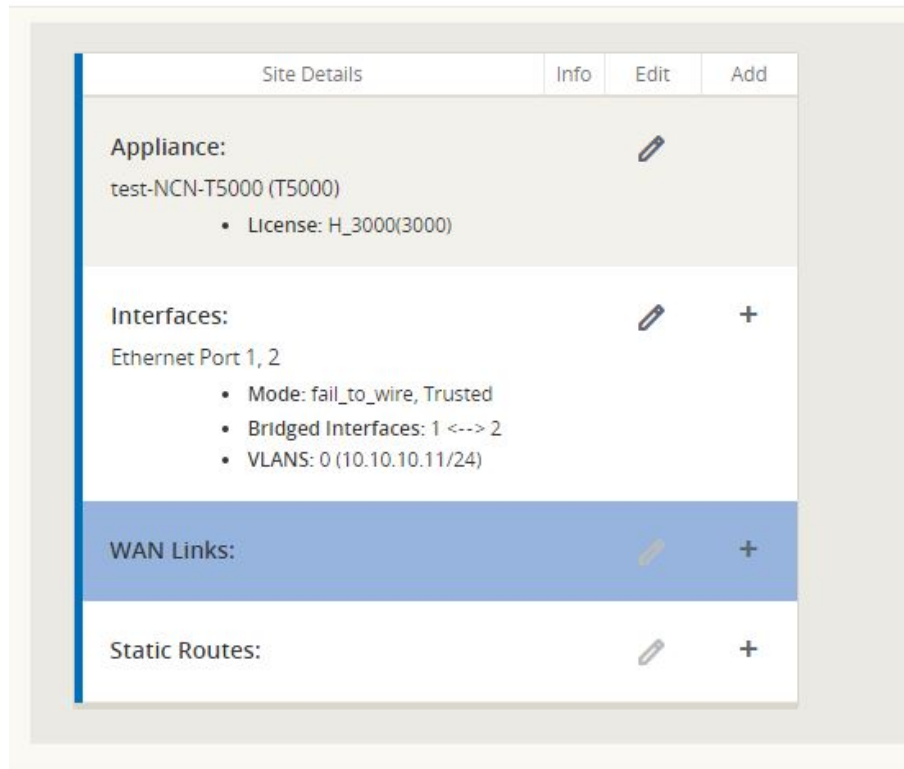 Site Details Info Edit Add
Appliance:
test-NCN-T5000 (T5000)
• License: H_3000(3000)
Interfaces:
Ethernet Port 1, 2
• Mode: fail_to_wire, Trusted
• Bridged Interfaces: 1 <--> 2
• VLANS: 0 (10.10.10.11/24)
WAN Links:
Static Routes: